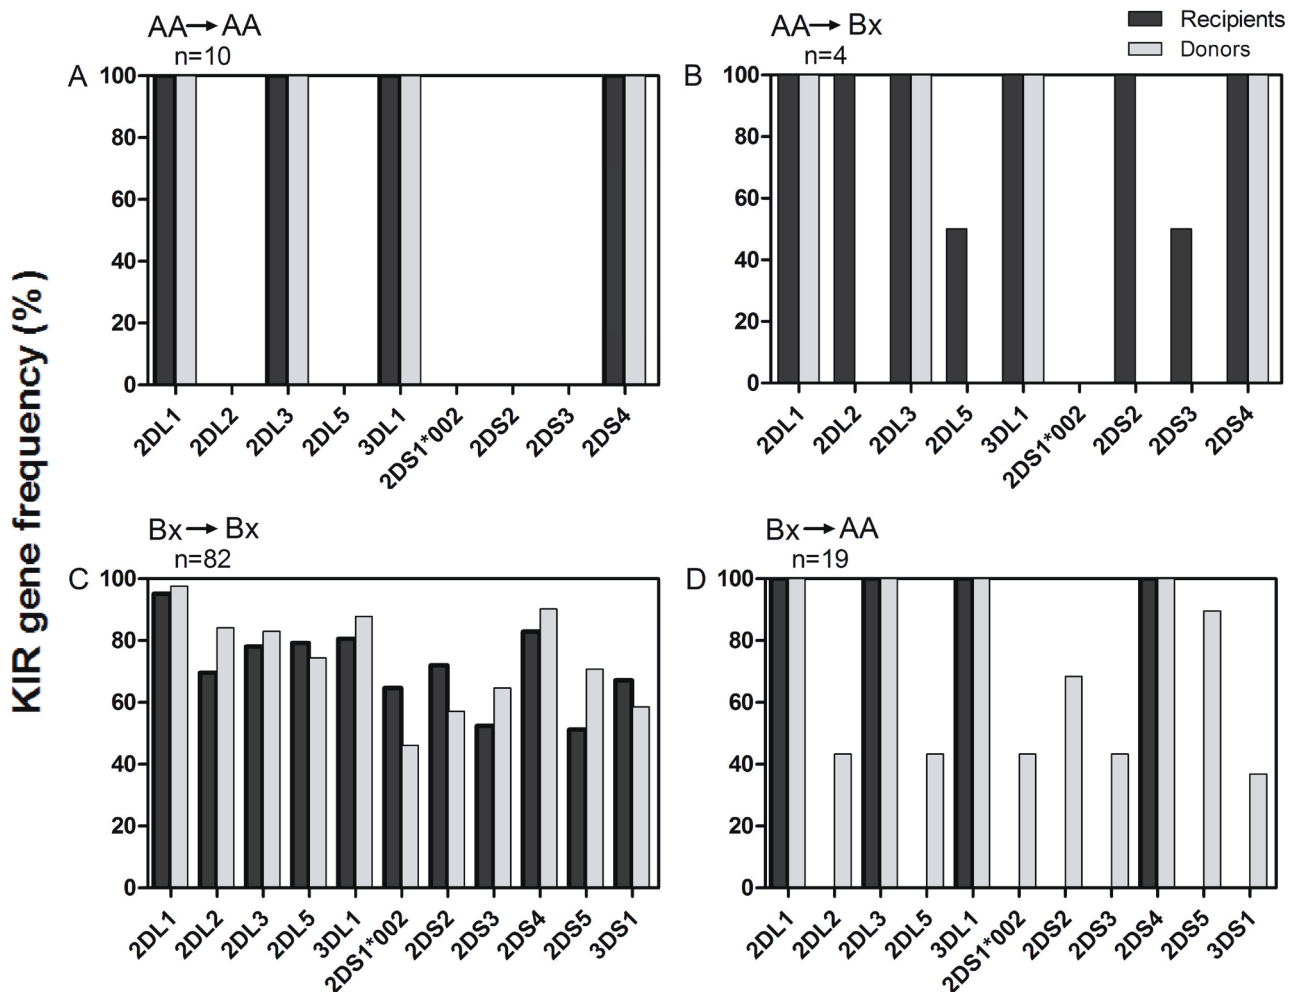 AA→AA
n=10
AA→Bx
n=4
Recipients
Donors
A
100
80
60
40
20
0
2DL1 2DL2 2DL3 2DL5 3DL1 2DS1*002 2DS2 2DS3 2DS4
B
100
80
60
40
20
0
2DL1 2DL2 2DL3 2DL5 3DL1 2DS1*002 2DS2 2DS3 2DS4
KIR gene frequency (%)
Bx→Bx
n=82
C
100
80
60
40
20
0
2DL1 2DL2 2DL3 2DL5 3DL1 2DS1*002 2DS2 2DS3 2DS4 2DS5 3DS1
Bx→AA
n=19
D
100
80
60
40
20
0
2DL1 2DL2 2DL3 2DL5 3DL1 2DS1*002 2DS2 2DS3 2DS4 2DS5 3DS1